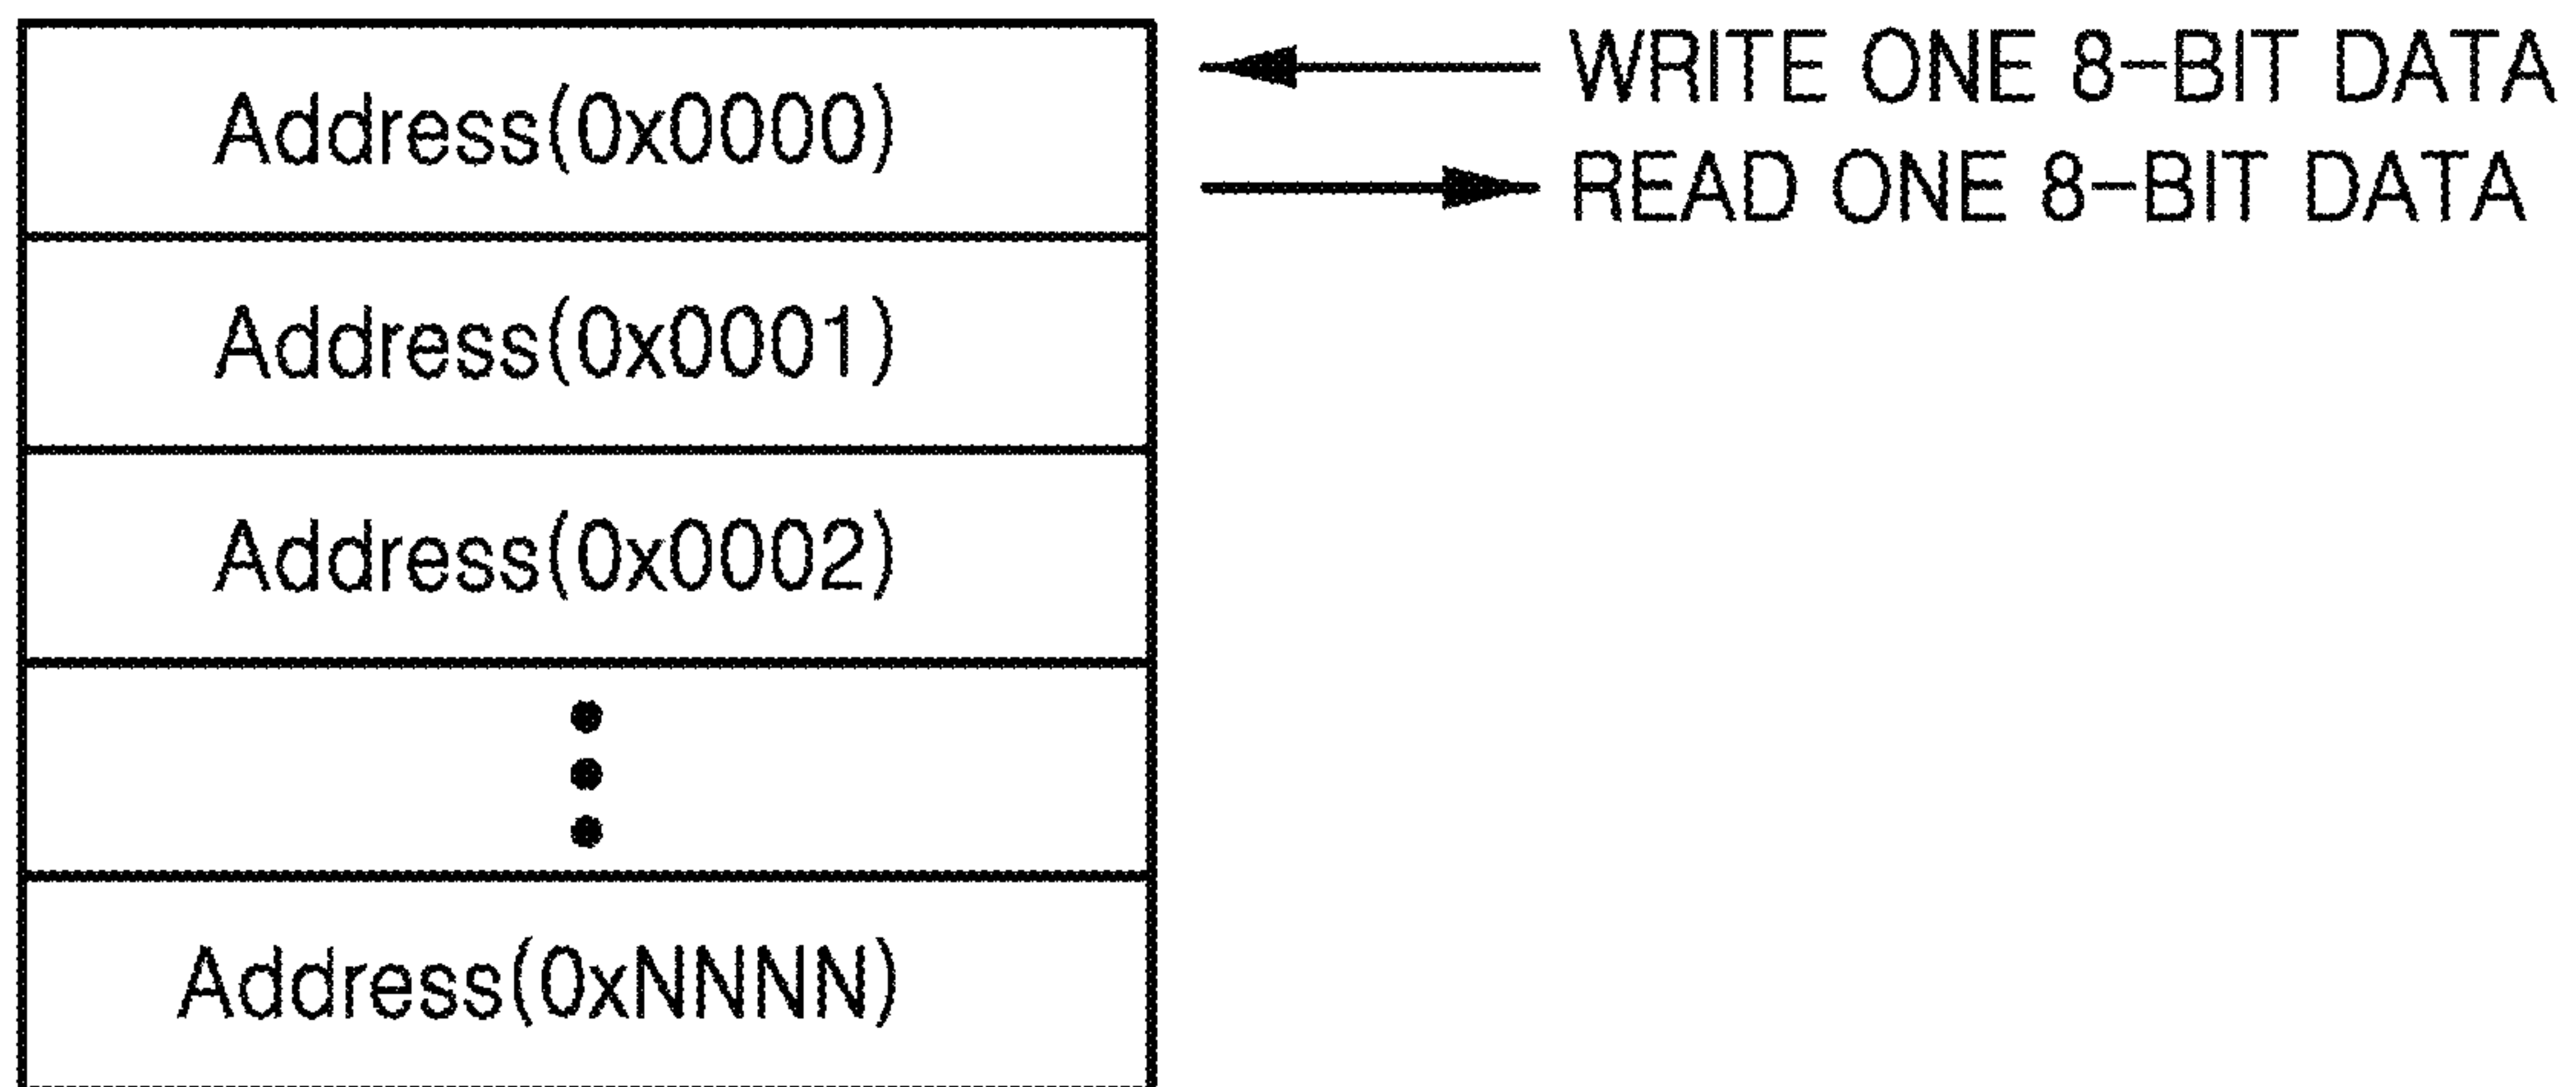 Address(0x0000)
WRITE ONE 8-BIT DATA
READ ONE 8-BIT DATA
Address(0x0001)
Address(0x0002)
Address(0xNNNN)